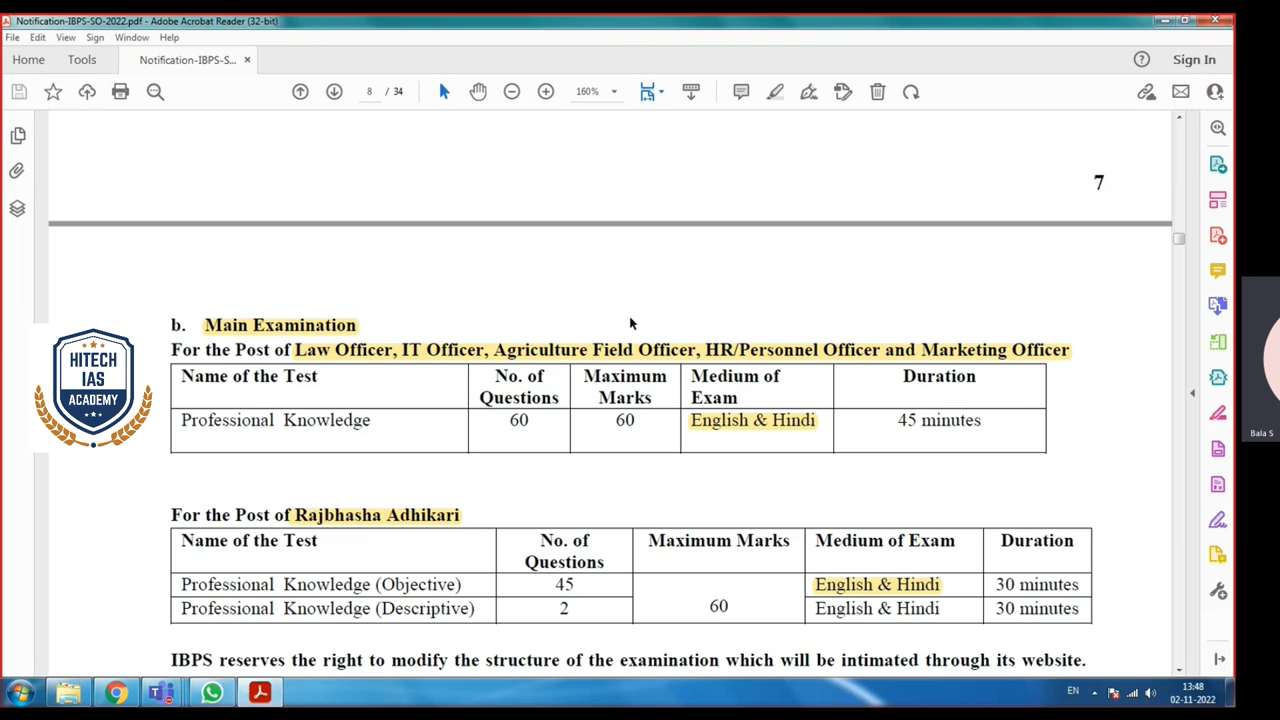 Notification-IBPS-SO-2022.pdf - Adobe Acrobat Reader (32-bit)
File Edit View Sign Window Help
Home Tools Notification-IBPS-S... × Sign In
8 / 34 160%
7
b. Main Examination
For the Post of Law Officer, IT Officer, Agriculture Field Officer, HR/Personnel Officer and Marketing Officer
Name of the Test No. of Questions Maximum Marks Medium of Exam Duration
Professional Knowledge 60 60 English & Hindi 45 minutes
HITECH
IAS
ACADEMY
For the Post of Rajbhasha Adhikari
Name of the Test No. of Questions Maximum Marks Medium of Exam Duration
Professional Knowledge (Objective) 45 60 English & Hindi 30 minutes
Professional Knowledge (Descriptive) 2 English & Hindi 30 minutes
IBPS reserves the right to modify the structure of the examination which will be intimated through its website.
Bala S
EN 13:48
02-11-2022